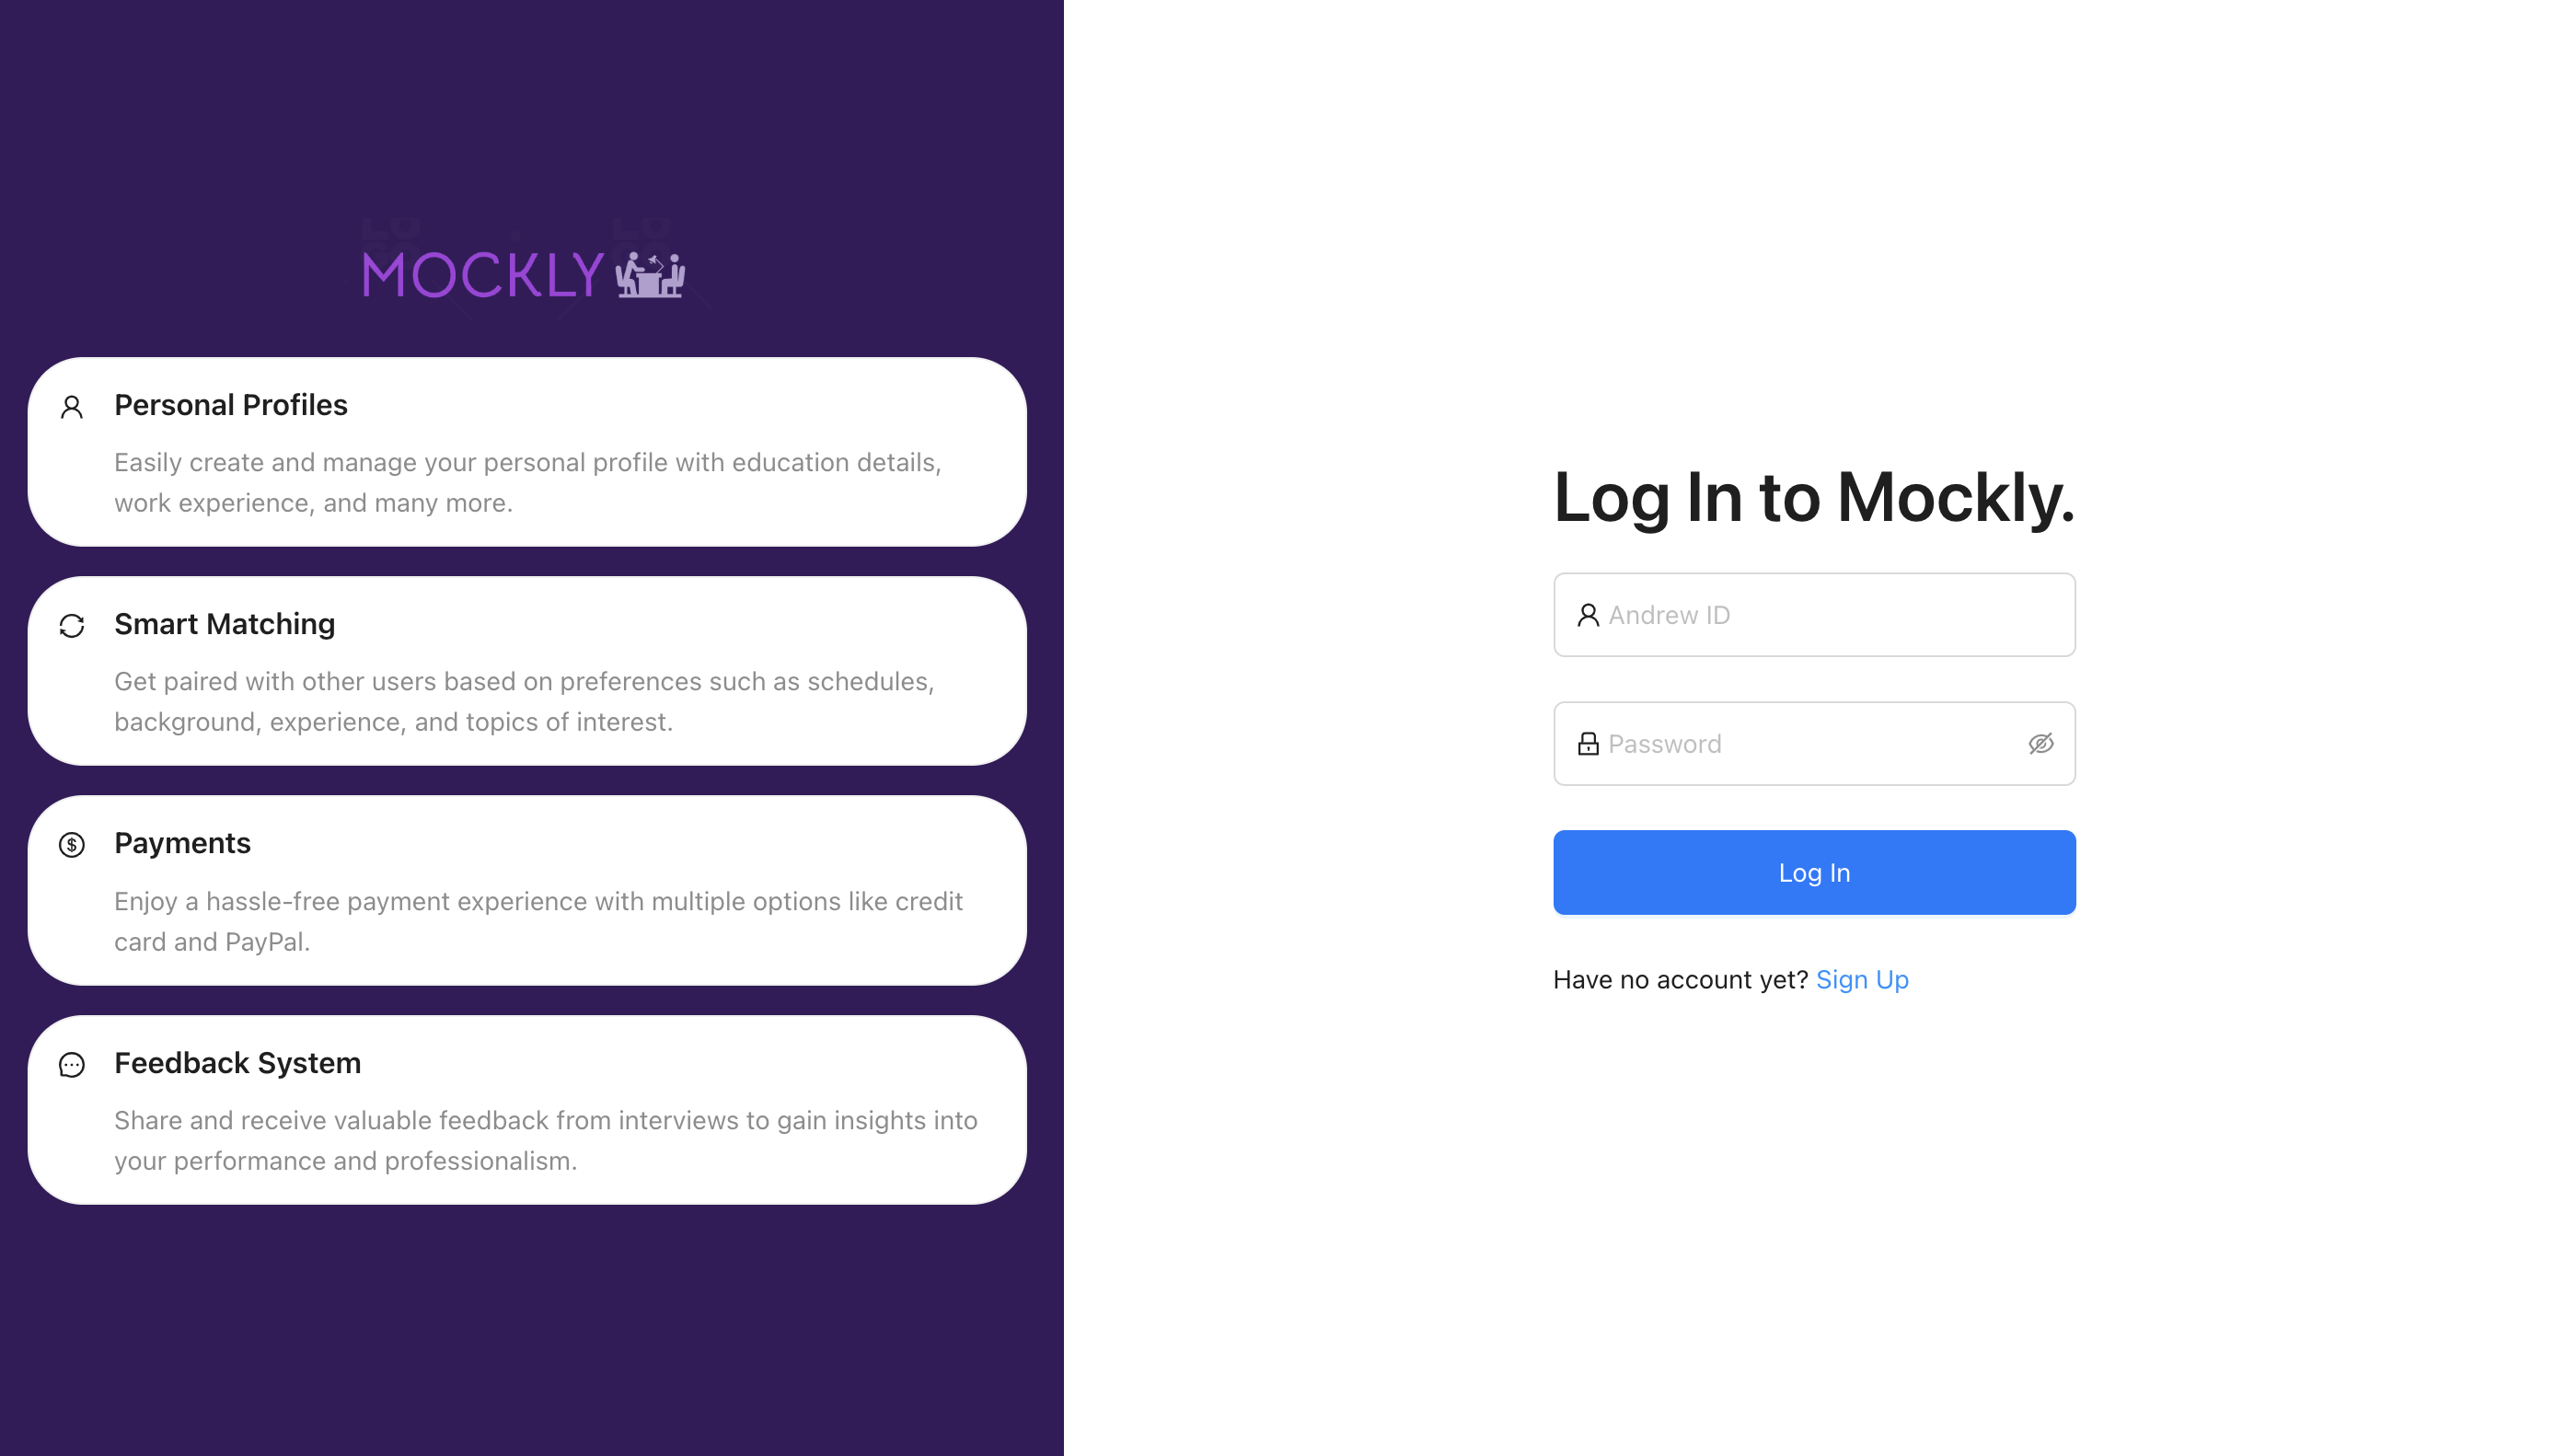 MOCKLY
Personal Profiles
Easily create and manage your personal profile with education details,
work experience, and many more.
Smart Matching
Get paired with other users based on preferences such as schedules,
background, experience, and topics of interest.
Payments
Enjoy a hassle-free payment experience with multiple options like credit
card and PayPal.
Feedback System
Share and receive valuable feedback from interviews to gain insights into
your performance and professionalism.
Log In to Mockly.
Andrew ID
Password
Log In
Have no account yet? Sign Up